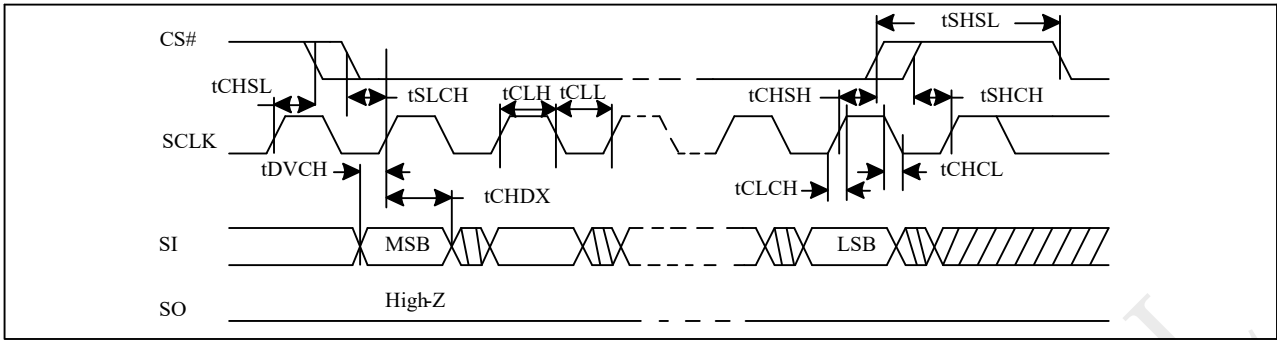 tSHSL
CS#
tCHSL
tSLCH
tCLH
tCLL
tCHSH
tSHCH
SCLK
tDVCH
tCHDX
tCLCH
tCHCL
SI
MSB
LSB
SO
High-Z